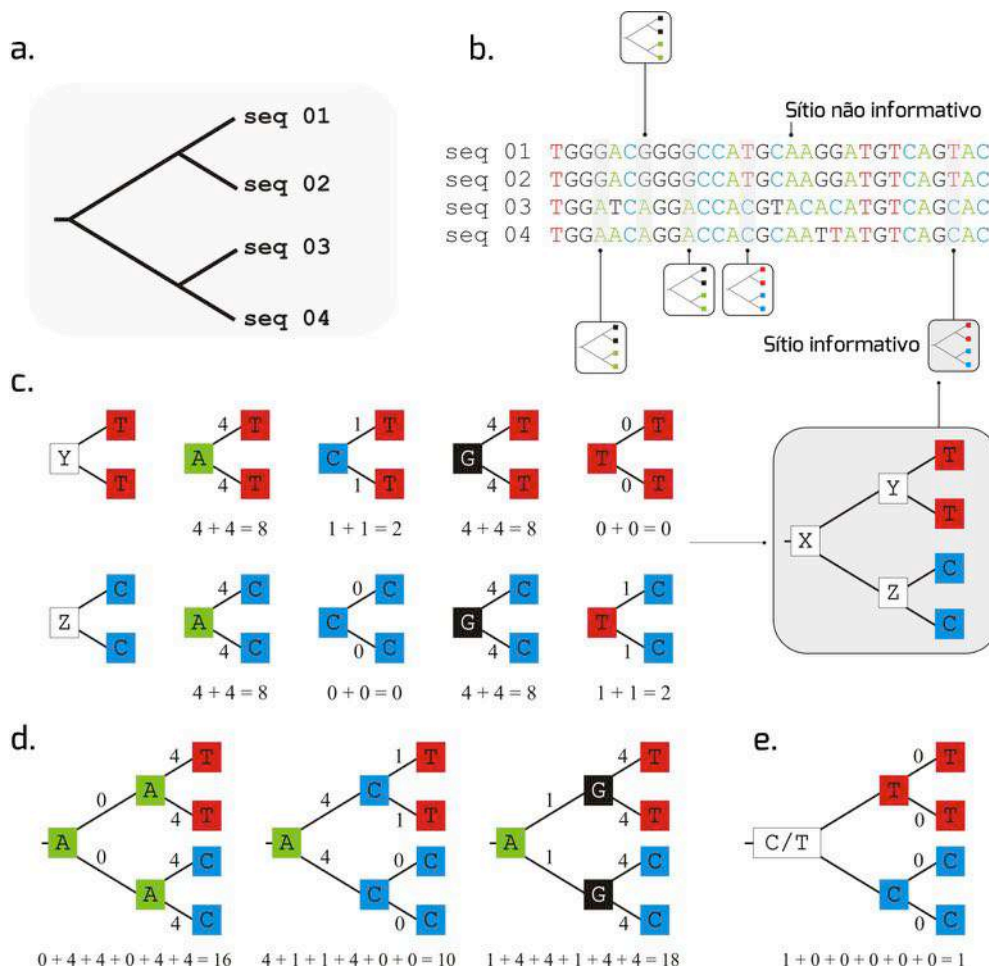 a.
seq 01
seq 02
seq 03
seq 04
b.
Sítio não informativo
seq 01 TGGGACGGGGCCATGCAAGGATGTCAGTAC
seq 02 TGGGACGGGGCCATGCAAGGATGTCAGTAC
seq 03 TGGATCAGGACCACGTACACATGTCAGCAC
seq 04 TGGAACAGGACCACGCAATTATGTCAGCAC
Sítio informativo
c.
Y T T
A 4 T 4 T
4 + 4 = 8
C 1 T 1 T
1 + 1 = 2
G 4 T 4 T
4 + 4 = 8
T 0 T 0 T
0 + 0 = 0
Z C C
A 4 C 4 C
4 + 4 = 8
C 0 C 0 C
0 + 0 = 0
G 4 C 4 C
4 + 4 = 8
T 1 C 1 C
1 + 1 = 2
X Y T T Z C C
d.
A 0 A 4 T 4 T 0 A 4 C 4 C
0 + 4 + 4 + 0 + 4 + 4 = 16
A 4 C 1 T 1 T 4 C 0 C 0 C
4 + 1 + 1 + 4 + 0 + 0 = 10
A 1 G 4 T 4 T 1 G 4 C 4 C
1 + 4 + 4 + 1 + 4 + 4 = 18
e.
C/T T 0 T 0 T C 0 C 0 C
1 + 0 + 0 + 0 + 0 + 0 = 1